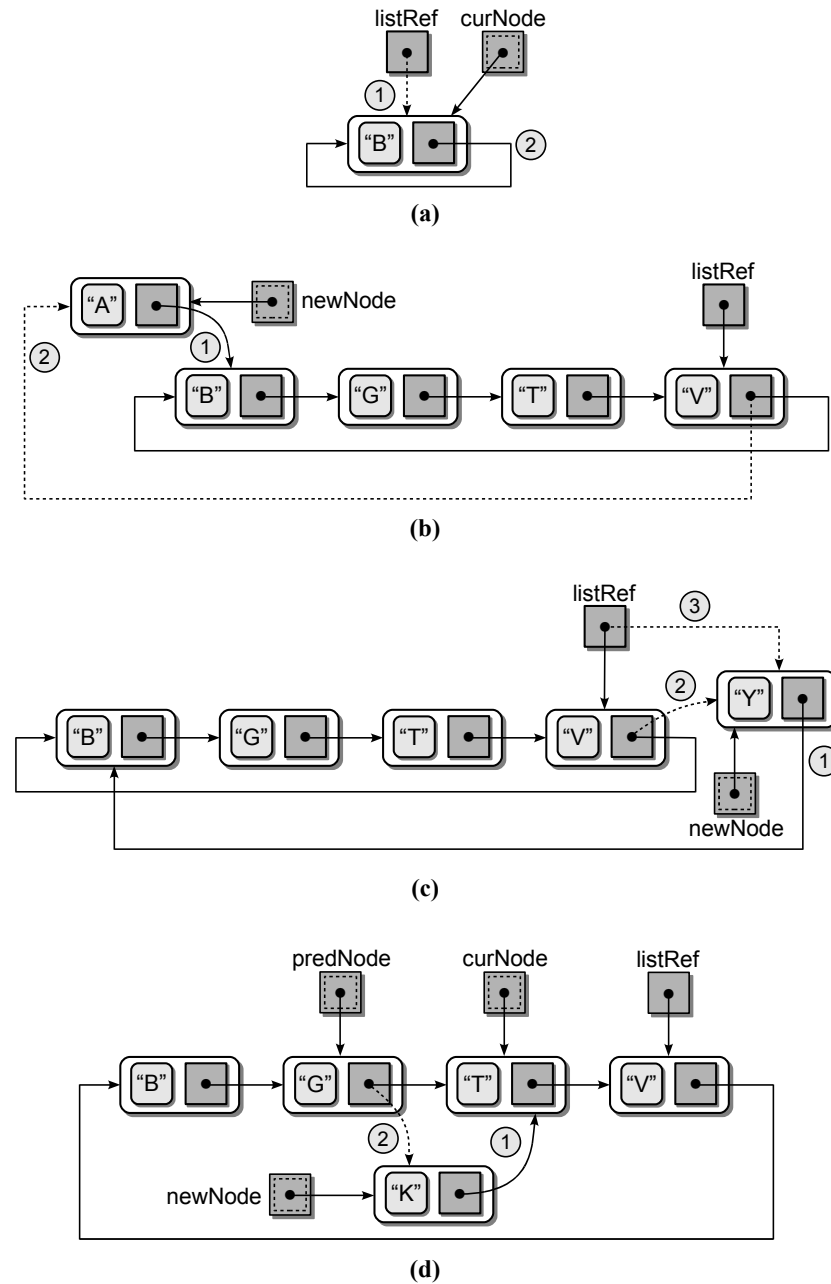 listRef curNode
1
“B” 2
(a)
listRef
“A” newNode
2 1
“B” “G” “T” “V”
(b)
listRef 3
2 “Y”
“B” “G” “T” “V”
1
newNode
(c)
predNode curNode listRef
“B” “G” “T” “V”
2 1
newNode “K”
(d)